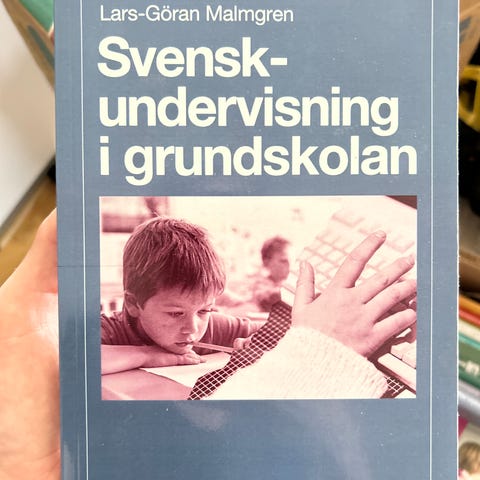 Lars-Göran Malmgren
Svensk-
undervisning
i grundskolan